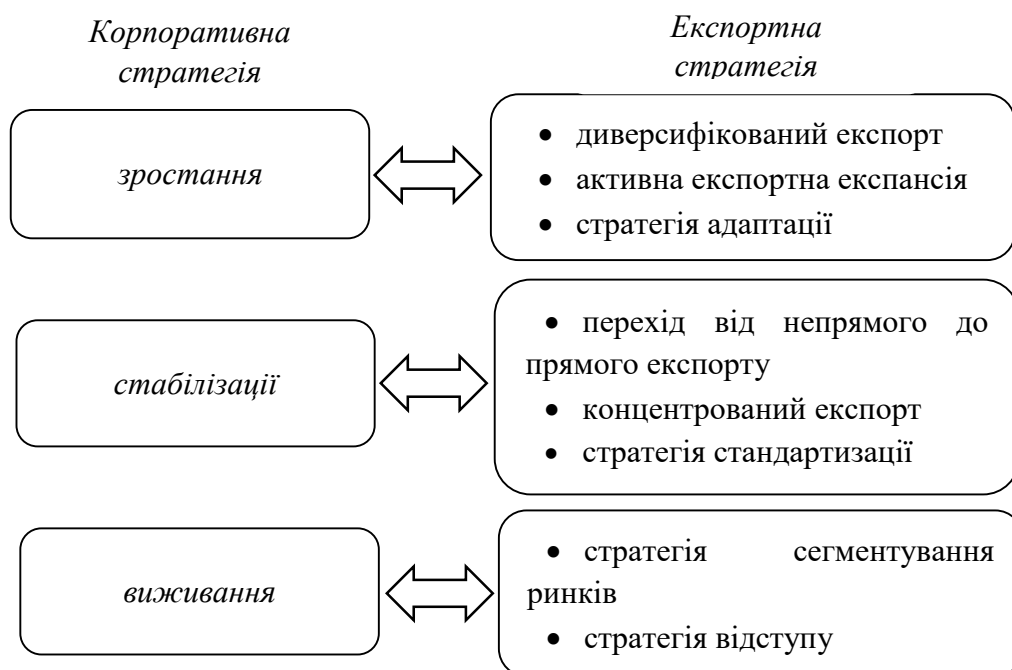 Корпоративна
стратегія
Експортна
стратегія
зростання
• диверсифікований експорт
• активна експортна експансія
• стратегія адаптації
стабілізації
• перехід від непрямого до
прямого експорту
• концентрований експорт
• стратегія стандартизації
виживання
• стратегія сегментування
ринків
• стратегія відступу